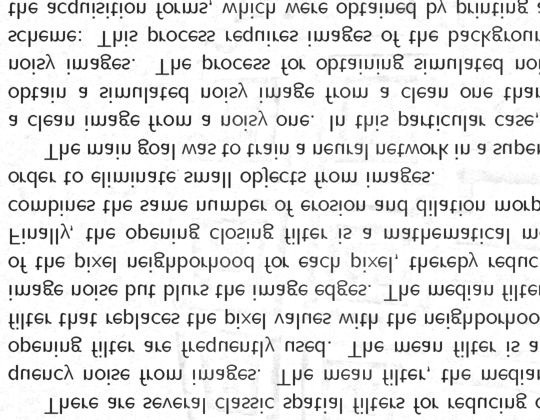 There are several classic spatial filters for reducing
quency noise from images. The mean filter, the median
opening filter are frequently used. The mean filter is a
filter that replaces the pixel values with the neighborhoo
image noise but blurs the image edges. The median filter
of the pixel neighborhood for each pixel, thereby reduc
Finally, the opening closing filter is a mathematical m
combines the same number of erosion and dilation morp
order to eliminate small objects from images.
The main goal was to train a neural network in a super
a clean image from a noisy one. In this particular case,
obtain a simulated noisy image from a clean one than
noisy images. The process for obtaining simulated noi
scheme: This process requires images of the backgroun
the acquisition forms, which were obtained by printing a